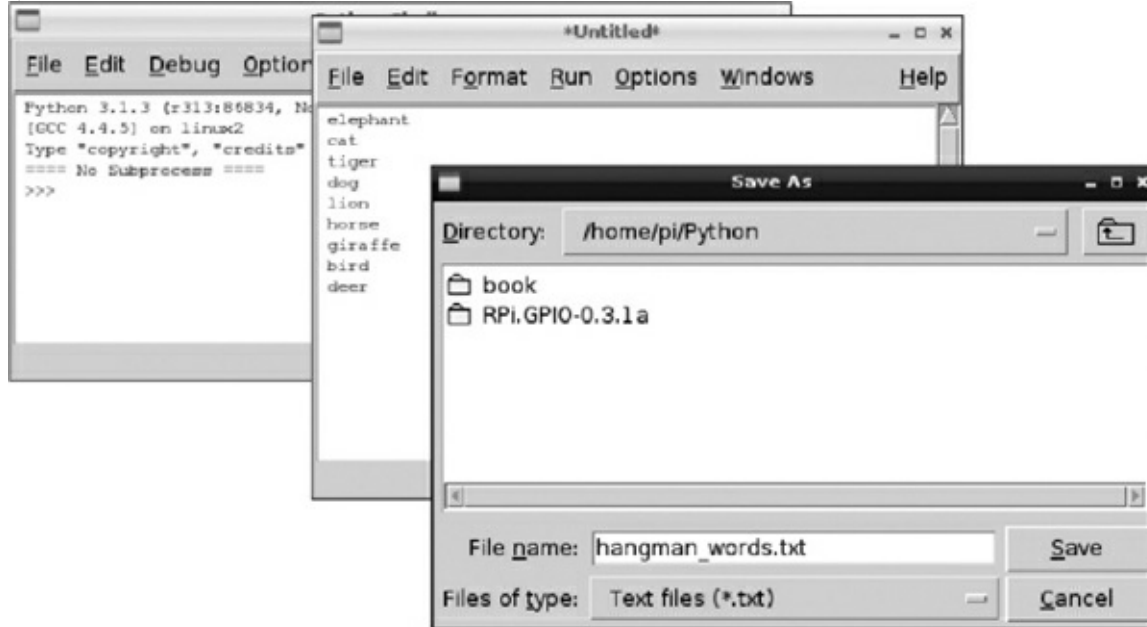 File Edit Debug Option
Python 3.1.3 (r313:86834, No
[GCC 4.4.5] on linux2
Type "copyright", "credits"
==== No Subprocess ====
>>>
*Untitled*
File Edit Format Run Options Windows Help
elephant
cat
tiger
dog
lion
horse
giraffe
bird
deer
Save As
Directory: /home/pi/Python
book
RPi.GPIO-0.3.1a
File name: hangman_words.txt Save
Files of type: Text files (*.txt) Cancel